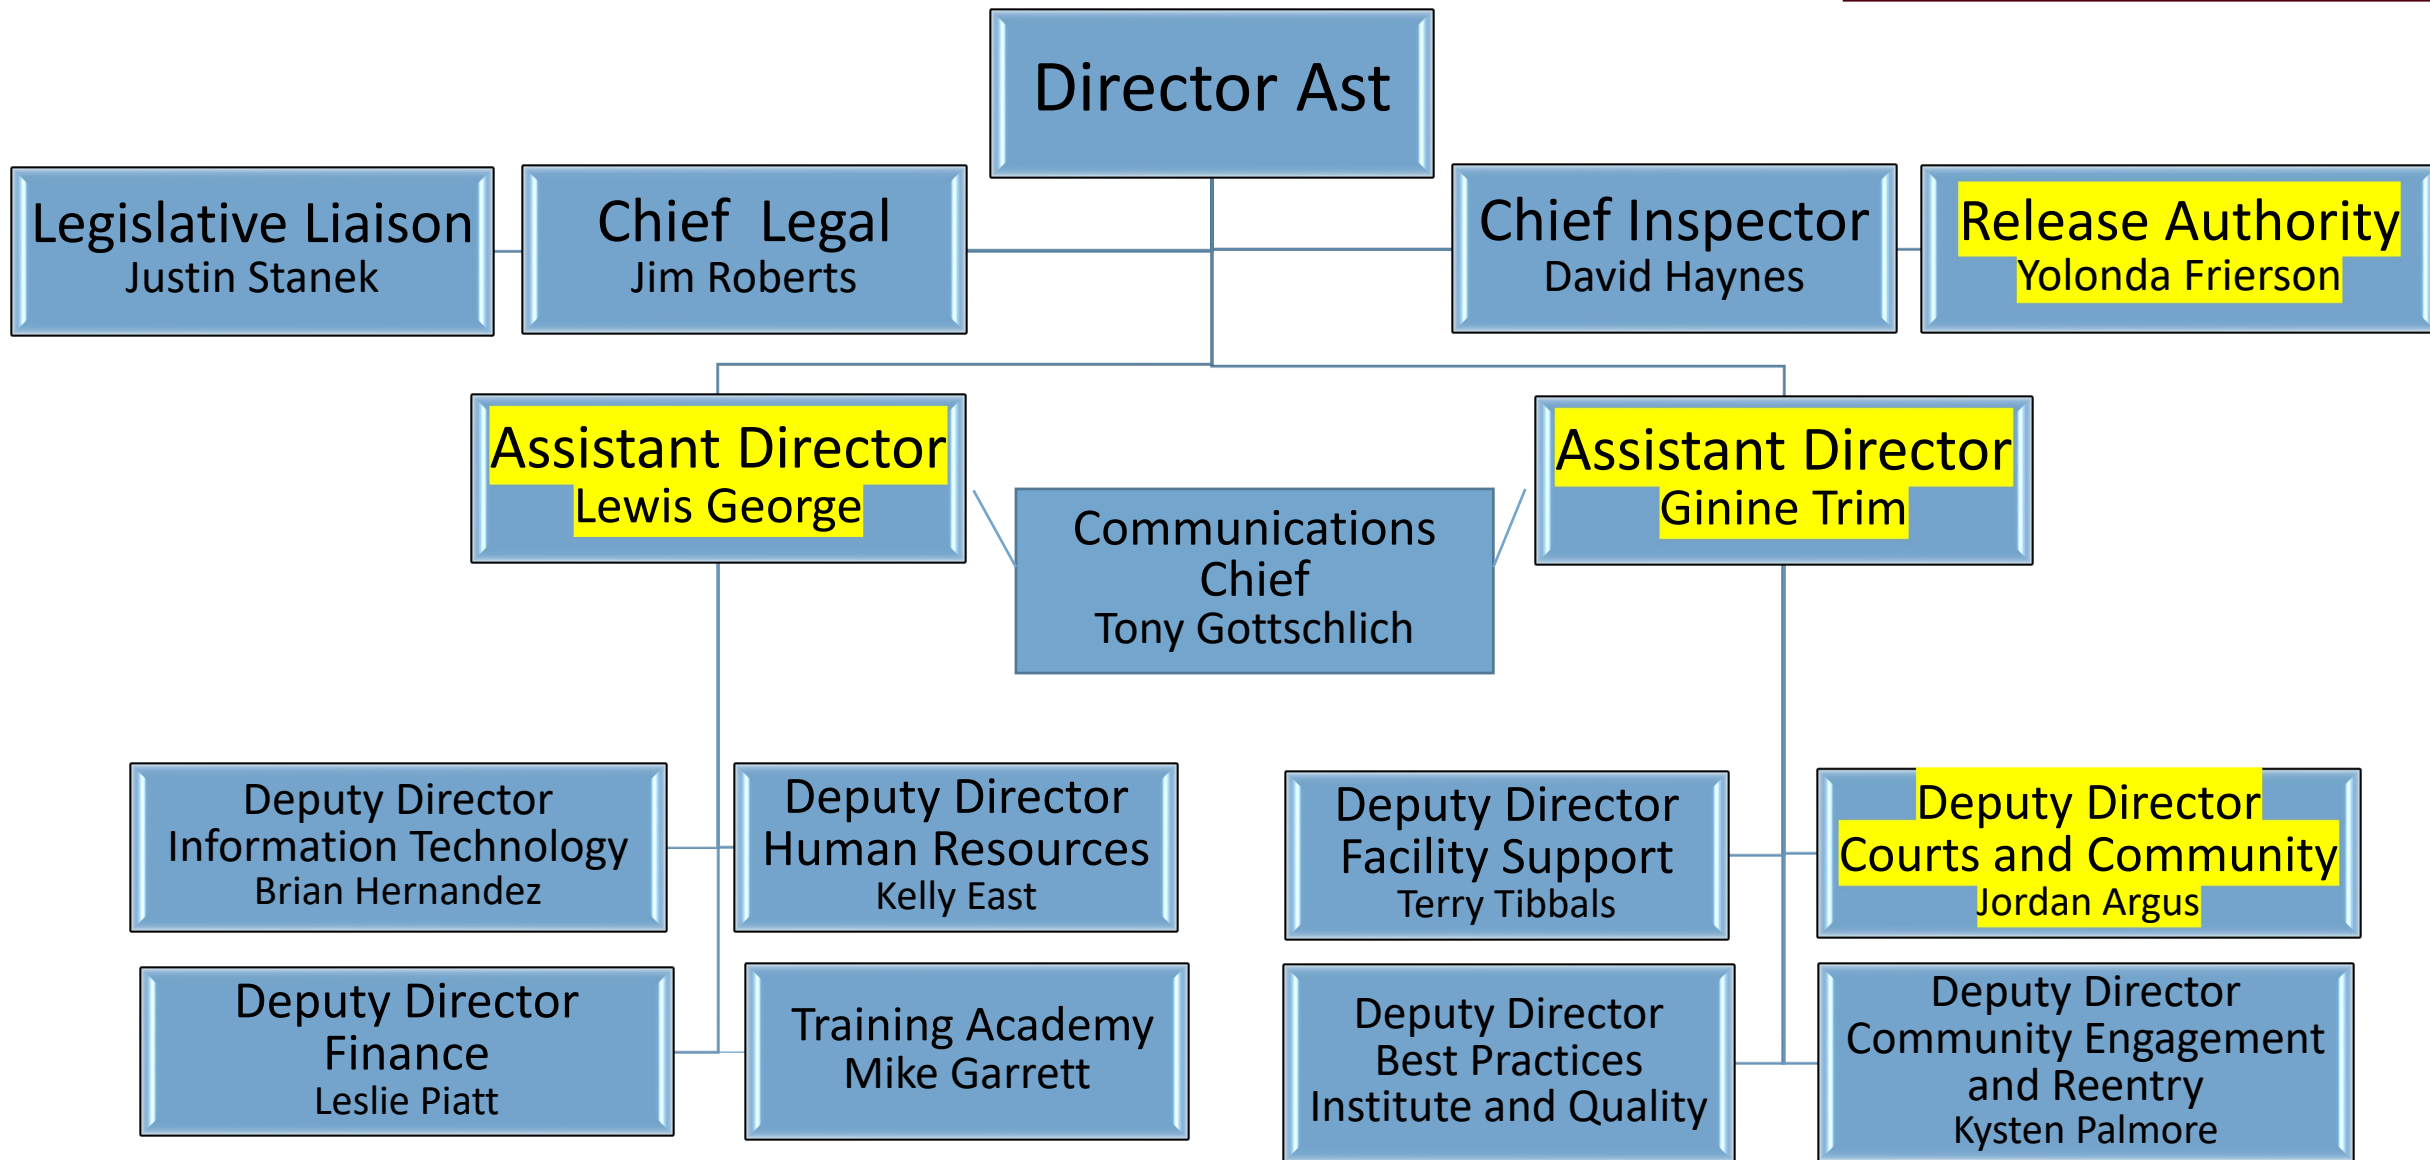 Director Ast
Legislative Liaison
Justin Stanek
Chief Legal
Jim Roberts
Chief Inspector
David Haynes
Release Authority
Yolonda Frierson
Assistant Director
Lewis George
Assistant Director
Ginine Trim
Communications
Chief
Tony Gottschlich
Deputy Director
Information Technology
Brian Hernandez
Deputy Director
Human Resources
Kelly East
Deputy Director
Facility Support
Terry Tibbals
Deputy Director
Courts and Community
Jordan Argus
Deputy Director
Finance
Leslie Piatt
Training Academy
Mike Garrett
Deputy Director
Best Practices
Institute and Quality
Deputy Director
Community Engagement
and Reentry
Kysten Palmore